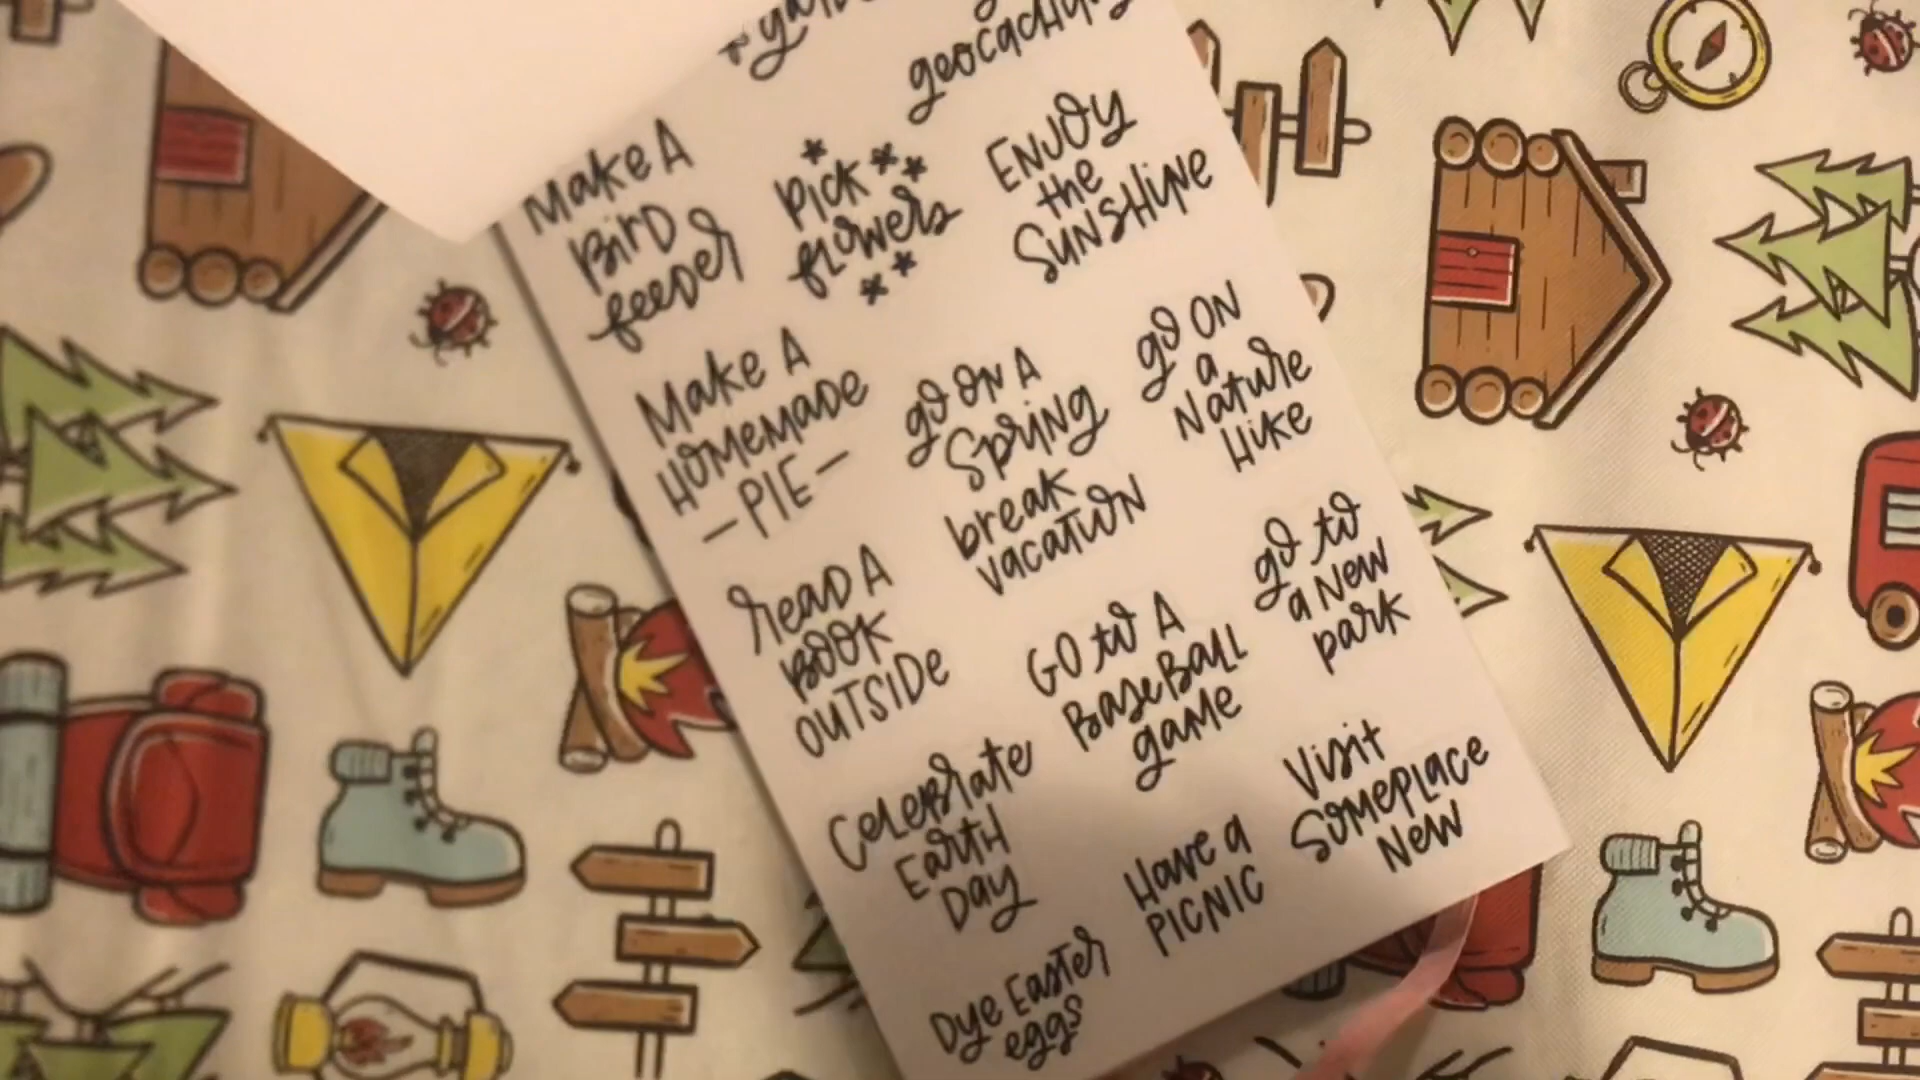 geocaching
Make A
Bird
feeder
Pick
flowers
ENJOY
the
SUNSHINE
Make A
HOMEMADE
- PIE -
go ON A
Spring
break
vacation
go ON
a
Nature
Hike
read A
BOOK
OUTSIDE
GO to A
BaseBall
game
go to
a New
park
Celebrate
Earth
Day
Have a
PICNIC
Visit
Someplace
New
Dye Easter
eggs